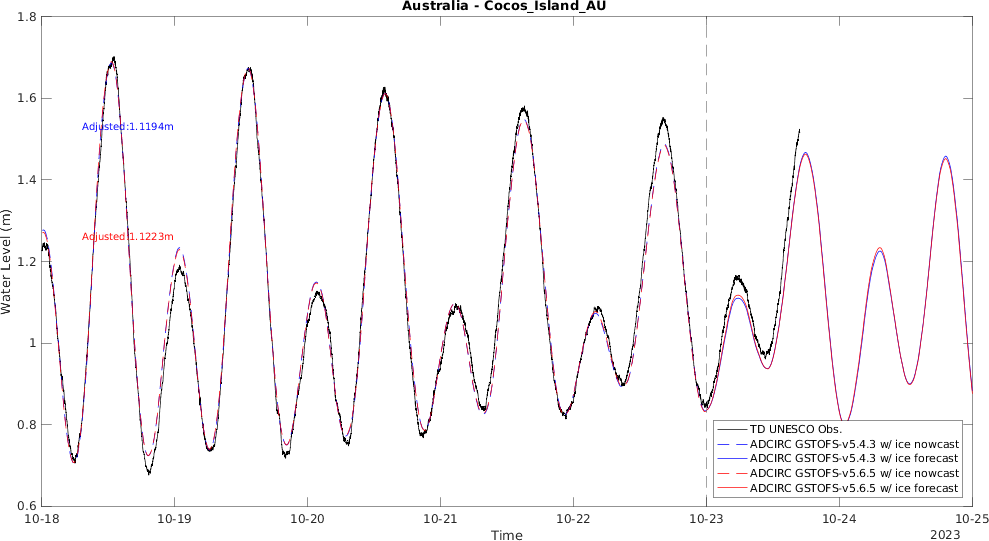 Australia - Cocos_Island_AU
Water Level (m)
1.8
1.6
1.4
1.2
1
0.8
0.6
Adjusted:1.1194m
Adjusted:1.1223m
TD UNESCO Obs.
ADCIRC GSTOFS-v5.4.3 w/ ice nowcast
ADCIRC GSTOFS-v5.4.3 w/ ice forecast
ADCIRC GSTOFS-v5.6.5 w/ ice nowcast
ADCIRC GSTOFS-v5.6.5 w/ ice forecast
10-18 10-19 10-20 10-21 10-22 10-23 10-24 10-25
Time
2023